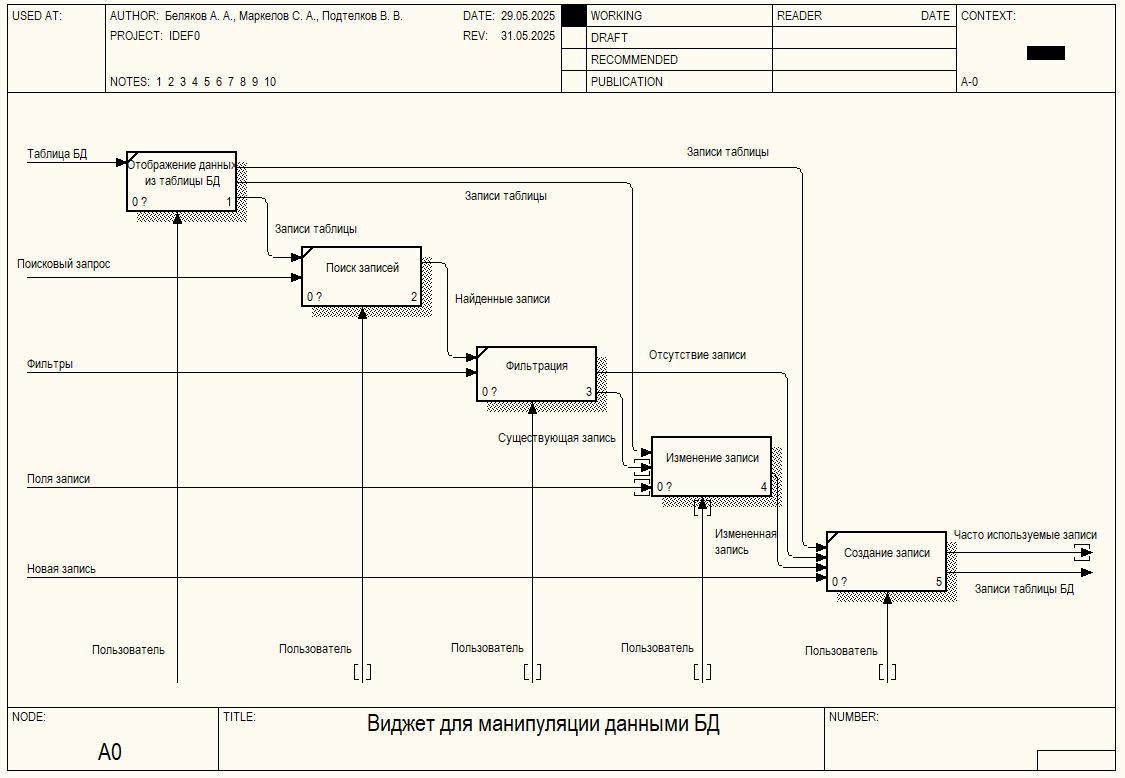 USED AT:
AUTHOR: Беляков А. А., Маркелов С. А., Подтелков В. В.
DATE: 29.05.2025
PROJECT: IDEF0
REV: 31.05.2025
NOTES: 1 2 3 4 5 6 7 8 9 10
WORKING
DRAFT
RECOMMENDED
PUBLICATION
READER
DATE
CONTEXT:
A-0
Таблица БД
Отображение данных
из таблицы БД
0 ?
1
Записи таблицы
Записи таблицы
Записи таблицы
Поисковый запрос
Поиск записей
0 ?
2
Найденные записи
Фильтры
Фильтрация
0 ?
3
Отсутствие записи
Существующая запись
Поля записи
Изменение записи
0 ?
4
Измененная
запись
Новая запись
Создание записи
0 ?
5
Часто используемые записи
Записи таблицы БД
Пользователь
Пользователь
Пользователь
Пользователь
Пользователь
NODE:
A0
TITLE:
Виджет для манипуляции данными БД
NUMBER: